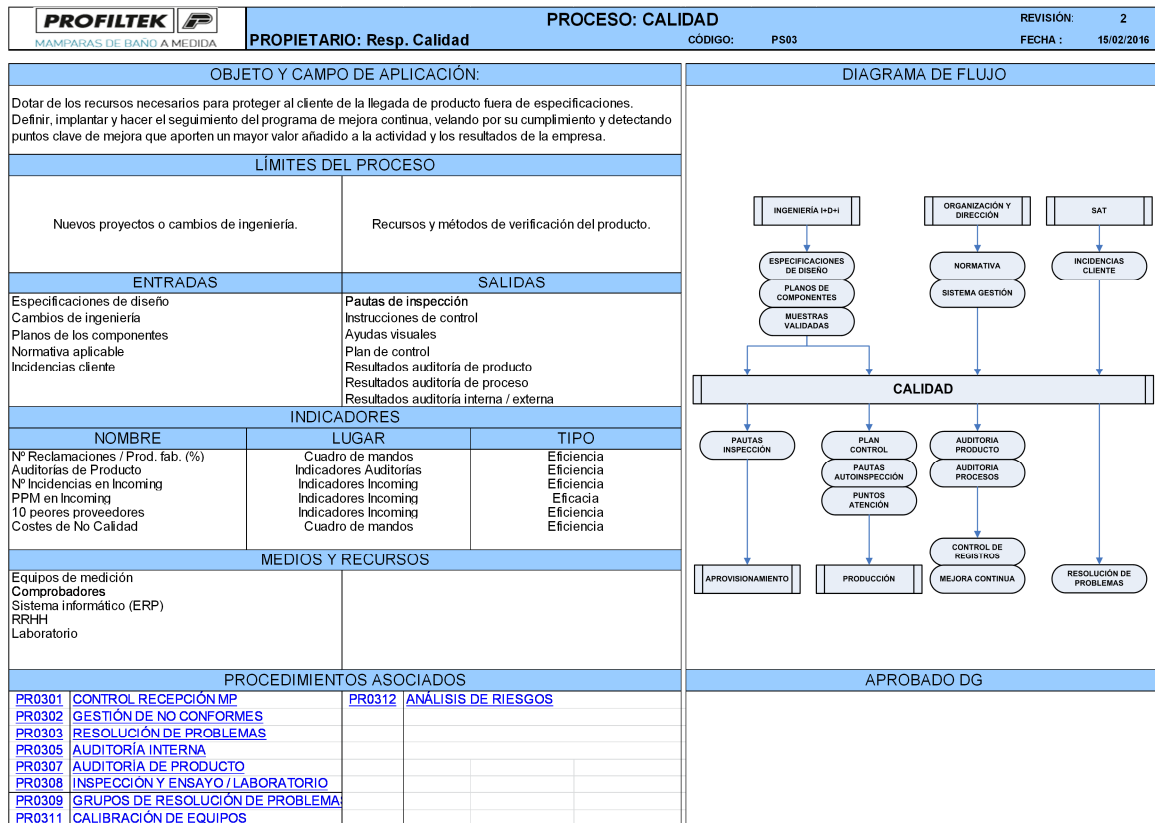 PROFILTEK
MAMPARAS DE BAÑO A MEDIDA
PROCESO: CALIDAD
PROPIETARIO: Resp. Calidad
CÓDIGO: PS03
REVISIÓN: 2
FECHA : 15/02/2016
OBJETO Y CAMPO DE APLICACIÓN:
Dotar de los recursos necesarios para proteger al cliente de la llegada de producto fuera de especificaciones.
Definir, implantar y hacer el seguimiento del programa de mejora continua, velando por su cumplimiento y detectando
puntos clave de mejora que aporten un mayor valor añadido a la actividad y los resultados de la empresa.
LÍMITES DEL PROCESO
Nuevos proyectos o cambios de ingeniería.
Recursos y métodos de verificación del producto.
ENTRADAS
Especificaciones de diseño
Cambios de ingeniería
Planos de los componentes
Normativa aplicable
Incidencias cliente
SALIDAS
Pautas de inspección
Instrucciones de control
Ayudas visuales
Plan de control
Resultados auditoría de producto
Resultados auditoría de proceso
Resultados auditoría interna / externa
INDICADORES
NOMBRE LUGAR TIPO
Nº Reclamaciones / Prod. fab. (%) Cuadro de mandos Eficiencia
Auditorías de Producto Indicadores Auditorías Eficiencia
Nº Incidencias en Incoming Indicadores Incoming Eficiencia
PPM en Incoming Indicadores Incoming Eficacia
10 peores proveedores Indicadores Incoming Eficiencia
Costes de No Calidad Cuadro de mandos Eficiencia
MEDIOS Y RECURSOS
Equipos de medición
Comprobadores
Sistema informático (ERP)
RRHH
Laboratorio
PROCEDIMIENTOS ASOCIADOS
PR0301 CONTROL RECEPCIÓN MP
PR0302 GESTIÓN DE NO CONFORMES
PR0303 RESOLUCIÓN DE PROBLEMAS
PR0305 AUDITORÍA INTERNA
PR0307 AUDITORÍA DE PRODUCTO
PR0308 INSPECCIÓN Y ENSAYO / LABORATORIO
PR0309 GRUPOS DE RESOLUCIÓN DE PROBLEMAS
PR0311 CALIBRACIÓN DE EQUIPOS
PR0312 ANÁLISIS DE RIESGOS
DIAGRAMA DE FLUJO
INGENIERÍA I+D+i
ORGANIZACIÓN Y
DIRECCIÓN
SAT
ESPECIFICACIONES
DE DISEÑO
PLANOS DE
COMPONENTES
MUESTRAS
VALIDADAS
NORMATIVA
SISTEMA GESTIÓN
INCIDENCIAS
CLIENTE
CALIDAD
PAUTAS
INSPECCIÓN
PLAN
CONTROL
PAUTAS
AUTOINSPECCIÓN
PUNTOS
ATENCIÓN
AUDITORIA
PRODUCTO
AUDITORIA
PROCESOS
CONTROL DE
REGISTROS
MEJORA CONTINUA
APROVISIONAMIENTO
PRODUCCIÓN
RESOLUCIÓN DE
PROBLEMAS
APROBADO DG